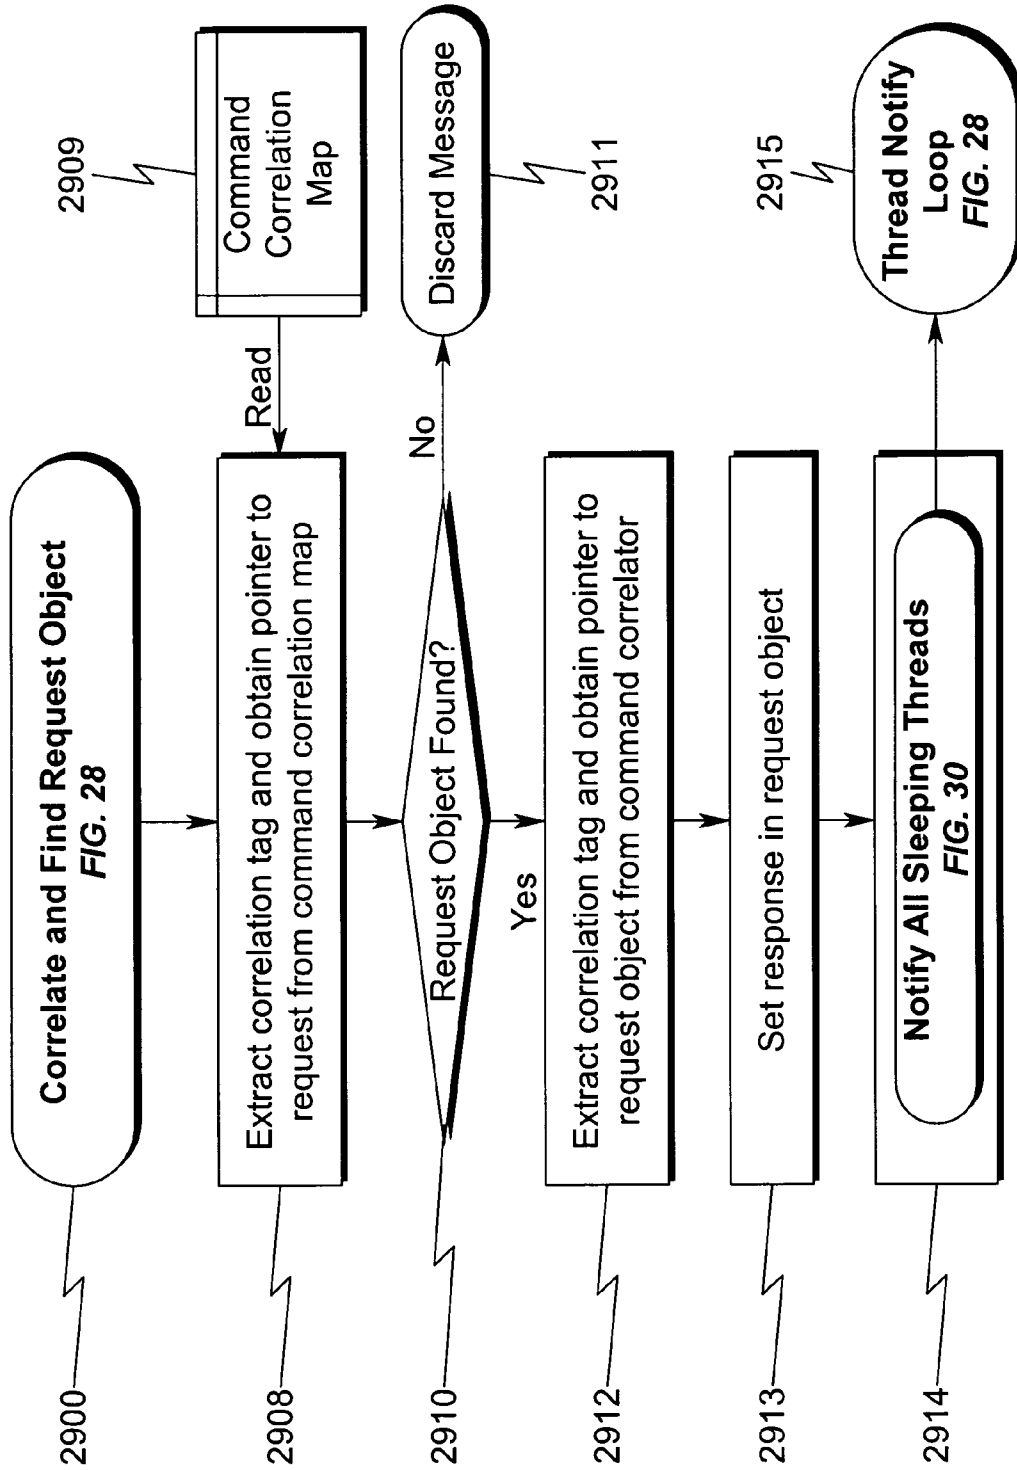 2900
Correlate and Find Request Object
FIG. 28
2908
Extract correlation tag and obtain pointer to
request from command correlation map
Read
2909
Command
Correlation
Map
2910
Request Object Found?
No
Discard Message
2911
Yes
2912
Extract correlation tag and obtain pointer to
request object from command correlator
2913
Set response in request object
2914
Notify All Sleeping Threads
FIG. 30
2915
Thread Notify
Loop
FIG. 28